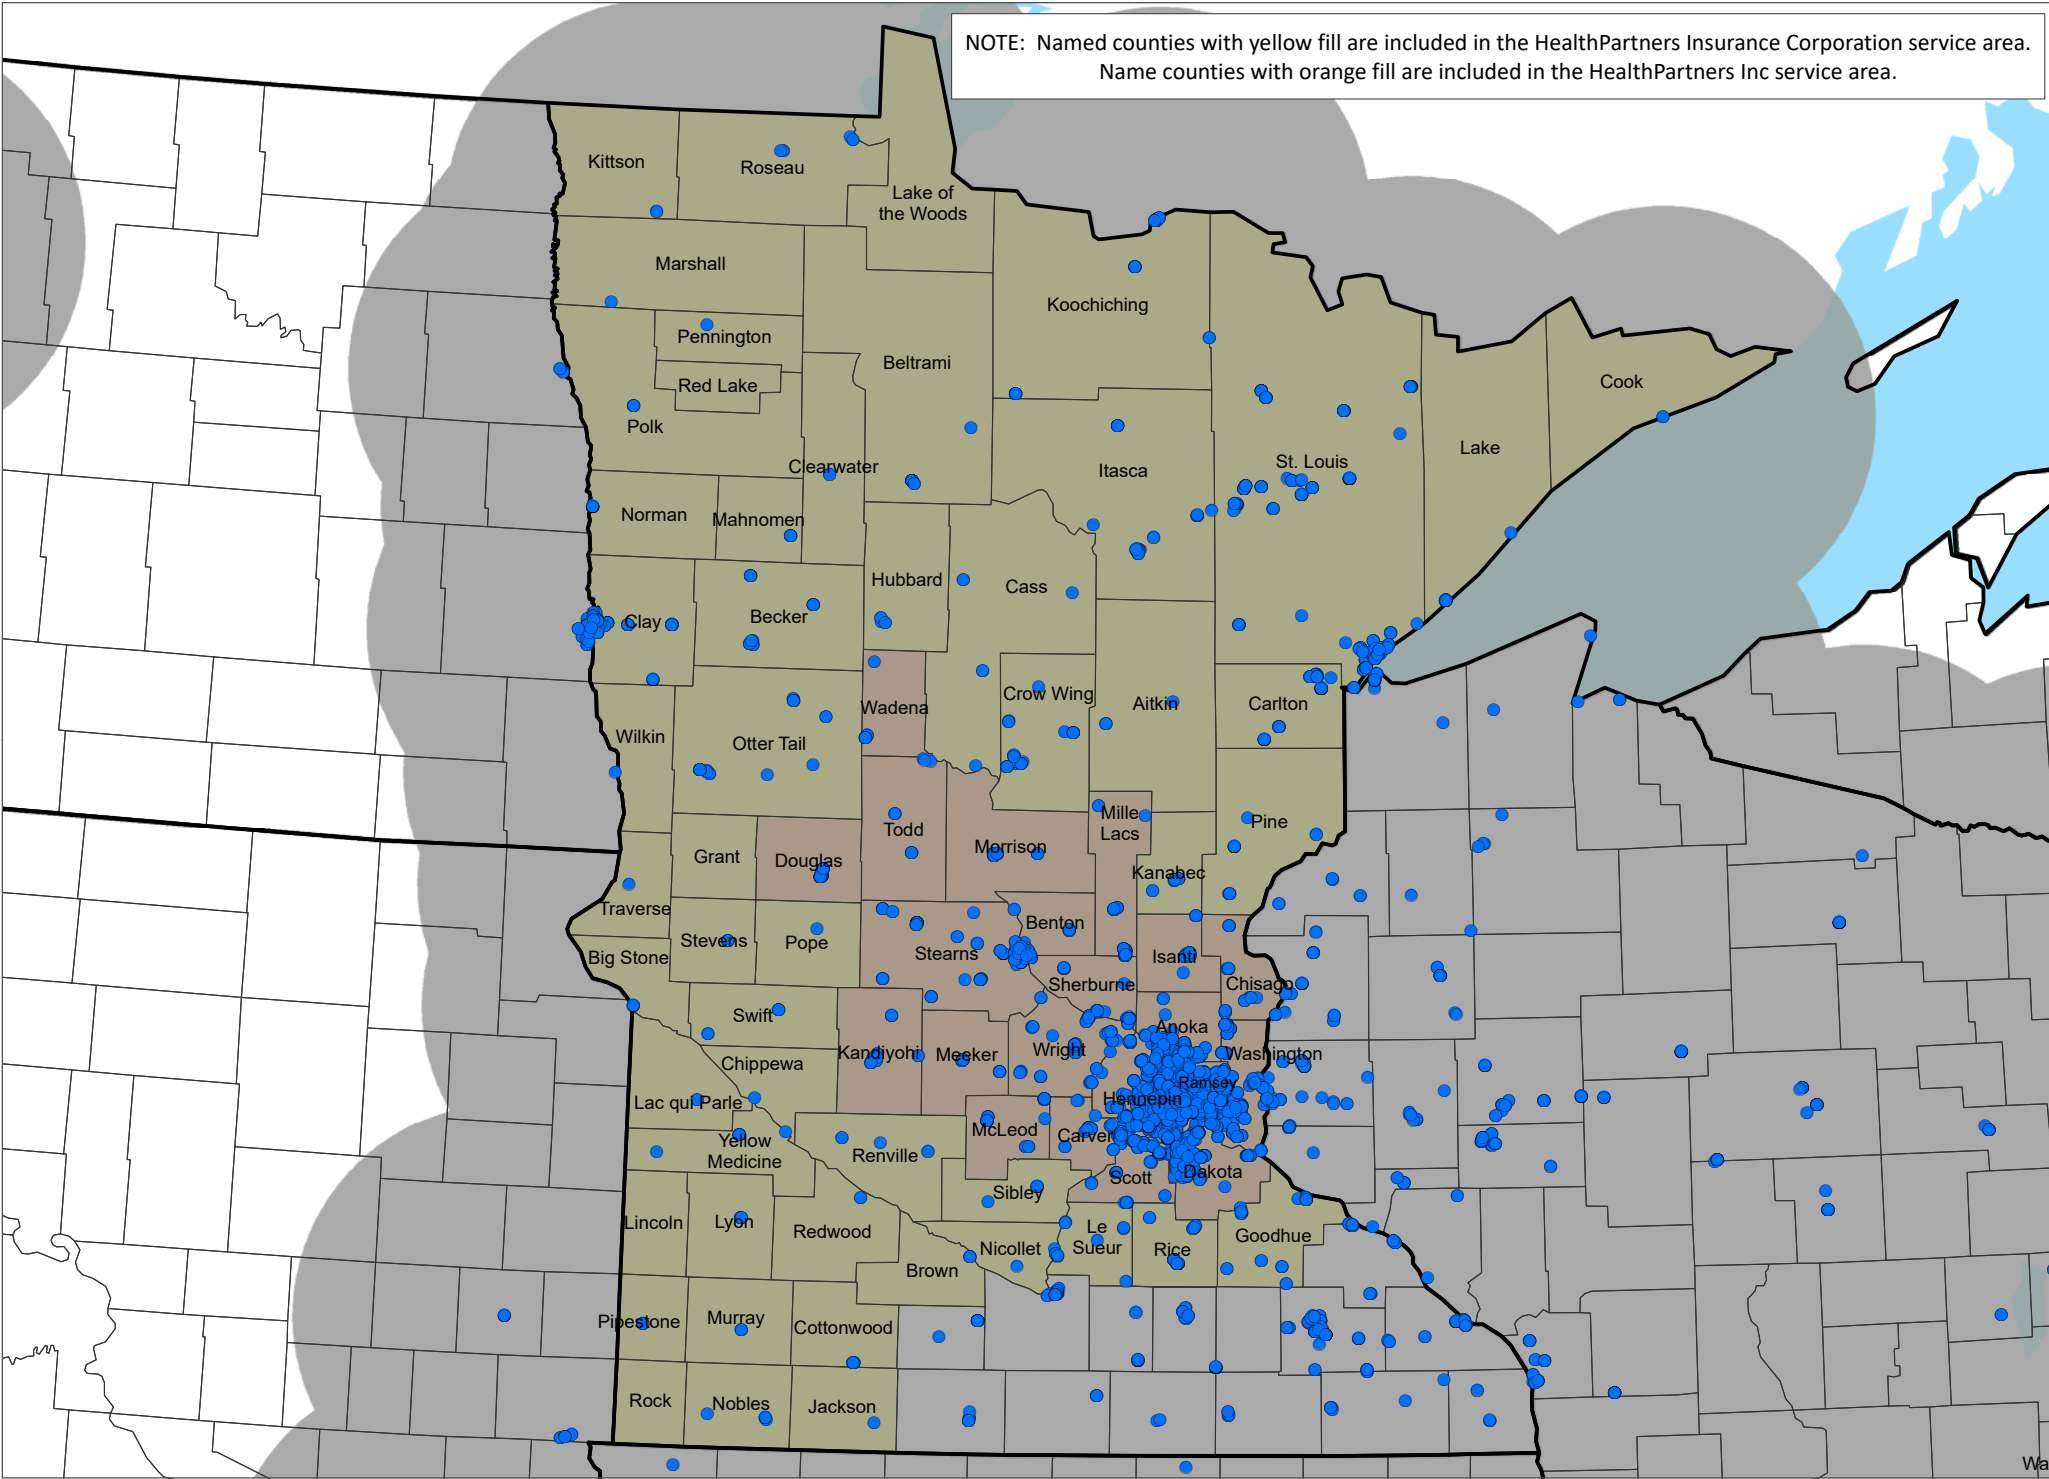 NOTE: Named counties with yellow fill are included in the HealthPartners Insurance Corporation service area.
Name counties with orange fill are included in the HealthPartners Inc service area.
Kittson
Roseau
Lake of
the Woods
Marshall
Koochiching
Pennington
Beltrami
Red Lake
Cook
Polk
Lake
Clearwater
St. Louis
Itasca
Norman
Mahnomen
Hubbard
Cass
Clay
Becker
Crow Wing
Wadena
Aitkin
Carlton
Wilkin
Otter Tail
Mille
Lacs
Pine
Todd
Morrison
Grant
Douglas
Kanabec
Traverse
Benton
Stevens
Pope
Stearns
Isanti
Big Stone
Sherburne
Chisago
Swift
Anoka
Kandiyohi
Meeker
Wright
Washington
Chippewa
Ramsey
Hennepin
Lac qui Parle
McLeod
Carver
Yellow
Medicine
Renville
Scott
Dakota
Sibley
Lincoln
Lyon
Redwood
Le
Sueur
Nicollet
Rice
Goodhue
Brown
Pipestone
Murray
Cottonwood
Rock
Nobles
Jackson
Wa